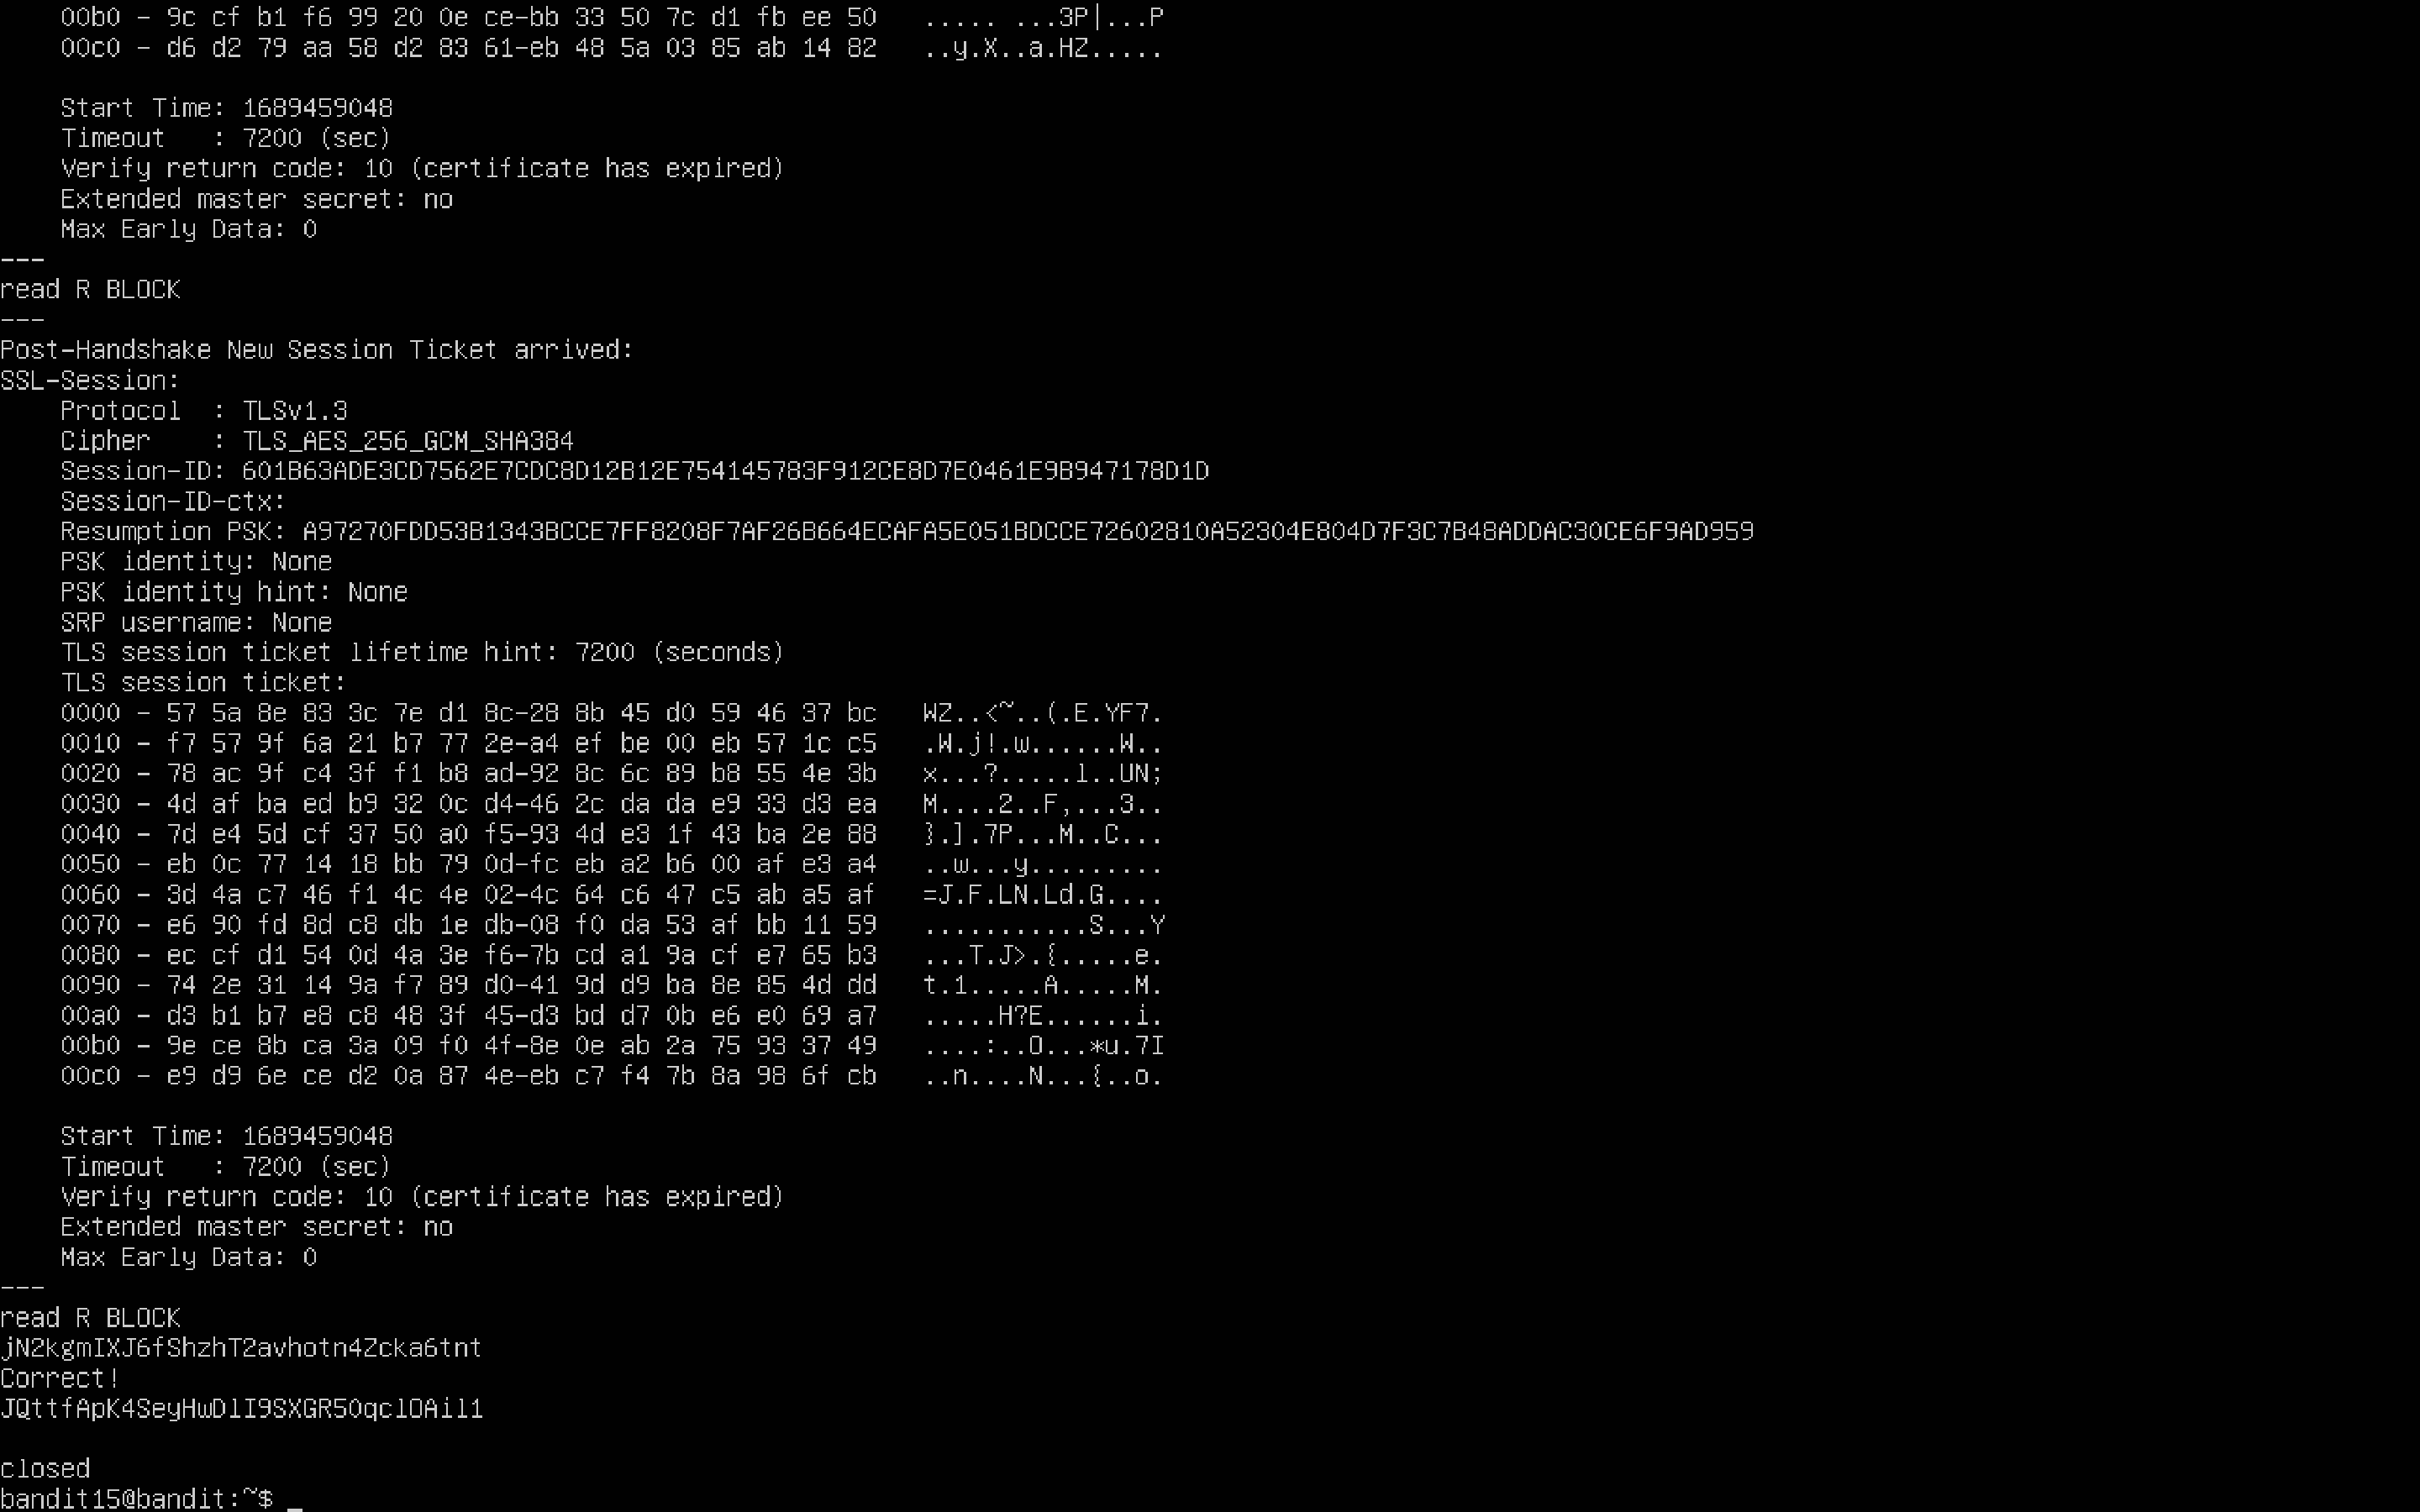 00b0 - 9c cf b1 f6 99 20 0e ce-bb 33 50 7c d1 fb ee 50   ..... ...3P|...P
    00c0 - d6 d2 79 aa 58 d2 83 61-eb 48 5a 03 85 ab 14 82   ..y.X..a.HZ.....

    Start Time: 1689459048
    Timeout   : 7200 (sec)
    Verify return code: 10 (certificate has expired)
    Extended master secret: no
    Max Early Data: 0
---
read R BLOCK
---
Post-Handshake New Session Ticket arrived:
SSL-Session:
    Protocol  : TLSv1.3
    Cipher    : TLS_AES_256_GCM_SHA384
    Session-ID: 601B63ADE3CD7562E7CDC8D12B12E754145783F912CE8D7E0461E9B947178D1D
    Session-ID-ctx:
    Resumption PSK: A97270FDD53B1343BCCE7FF8208F7AF26B664ECAFA5E051BDCCE72602810A52304E804D7F3C7B48ADDAC30CE6F9AD959
    PSK identity: None
    PSK identity hint: None
    SRP username: None
    TLS session ticket lifetime hint: 7200 (seconds)
    TLS session ticket:
    0000 - 57 5a 8e 83 3c 7e d1 8c-28 8b 45 d0 59 46 37 bc   WZ..<~..(.E.YF7.
    0010 - f7 57 9f 6a 21 b7 77 2e-a4 ef be 00 eb 57 1c c5   .W.j!.w......W..
    0020 - 78 ac 9f c4 3f f1 b8 ad-92 8c 6c 89 b8 55 4e 3b   x...?.....l..UN;
    0030 - 4d af ba ed b9 32 0c d4-46 2c da da e9 33 d3 ea   M....2..F,...3..
    0040 - 7d e4 5d cf 37 50 a0 f5-93 4d e3 1f 43 ba 2e 88   }.].7P...M..C...
    0050 - eb 0c 77 14 18 bb 79 0d-fc eb a2 b6 00 af e3 a4   ..w...y.........
    0060 - 3d 4a c7 46 f1 4c 4e 02-4c 64 c6 47 c5 ab a5 af   =J.F.LN.Ld.G....
    0070 - e6 90 fd 8d c8 db 1e db-08 f0 da 53 af bb 11 59   ...........S...Y
    0080 - ec cf d1 54 0d 4a 3e f6-7b cd a1 9a cf e7 65 b3   ...T.J>.{.....e.
    0090 - 74 2e 31 14 9a f7 89 d0-41 9d d9 ba 8e 85 4d dd   t.1.....A.....M.
    00a0 - d3 b1 b7 e8 c8 48 3f 45-d3 bd d7 0b e6 e0 69 a7   .....H?E......i.
    00b0 - 9e ce 8b ca 3a 09 f0 4f-8e 0e ab 2a 75 93 37 49   ....:..O...*u.7I
    00c0 - e9 d9 6e ce d2 0a 87 4e-eb c7 f4 7b 8a 98 6f cb   ..n....N...{..o.

    Start Time: 1689459048
    Timeout   : 7200 (sec)
    Verify return code: 10 (certificate has expired)
    Extended master secret: no
    Max Early Data: 0
---
read R BLOCK
jN2kgmIXJ6fShzhT2avhotn4Zcka6tnt
Correct!
JQttfApK4SeyHwDlI9SXGR50qclOAil1

closed
bandit15@bandit:~$ _